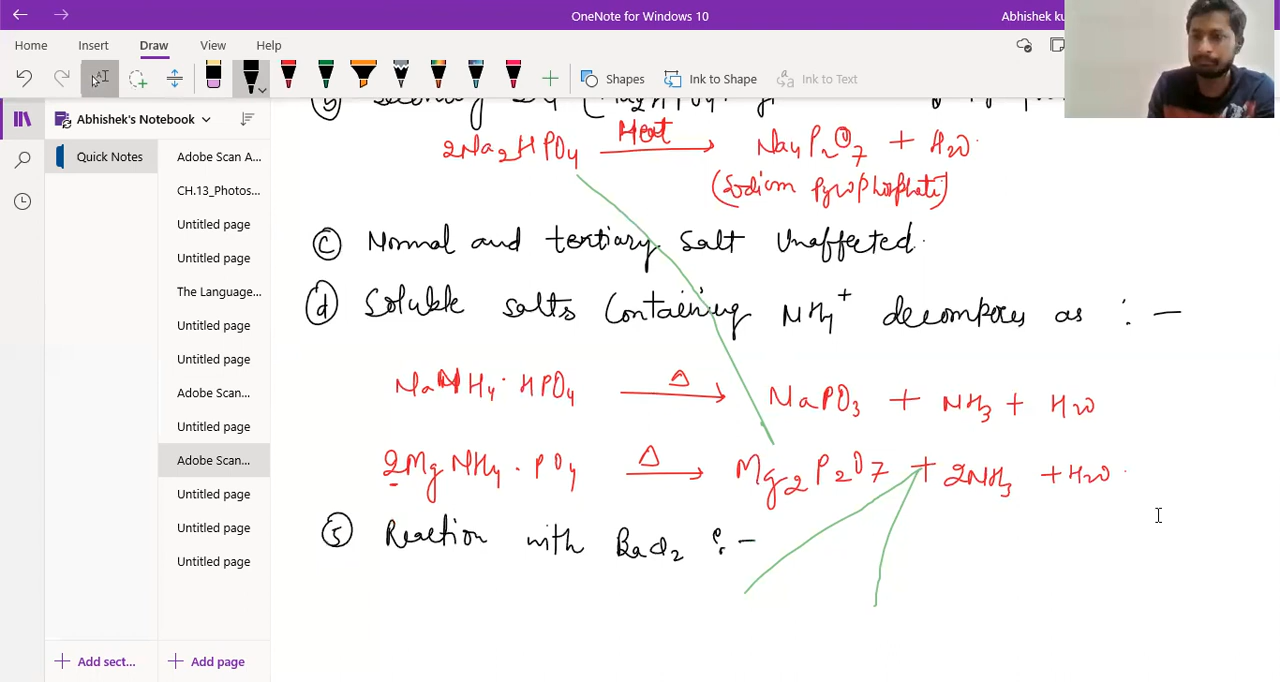 OneNote for Windows 10
Abhishek ku
Home Insert Draw View Help
Shapes Ink to Shape Ink to Text
Abhishek's Notebook
Quick Notes
Adobe Scan A...
CH.13_Photos...
Untitled page
Untitled page
The Language...
Untitled page
Untitled page
Adobe Scan...
Untitled page
Adobe Scan...
Untitled page
Untitled page
Untitled page
+ Add sect...
+ Add page
2Na2HPO4 Heat → Na4P2O7 + H2O
(Sodium Pyrophosphate)
(c) Normal and tertiary Salt Unaffected.
(d) Soluble salts Containing NH4+ decomposes as :-
NaNH4·HPO4 Δ → NaPO3 + NH3 + H2O
2MgNH4·PO4 Δ → Mg2P2O7 + 2NH3 + H2O
(5) Reaction with BaCl2 :-